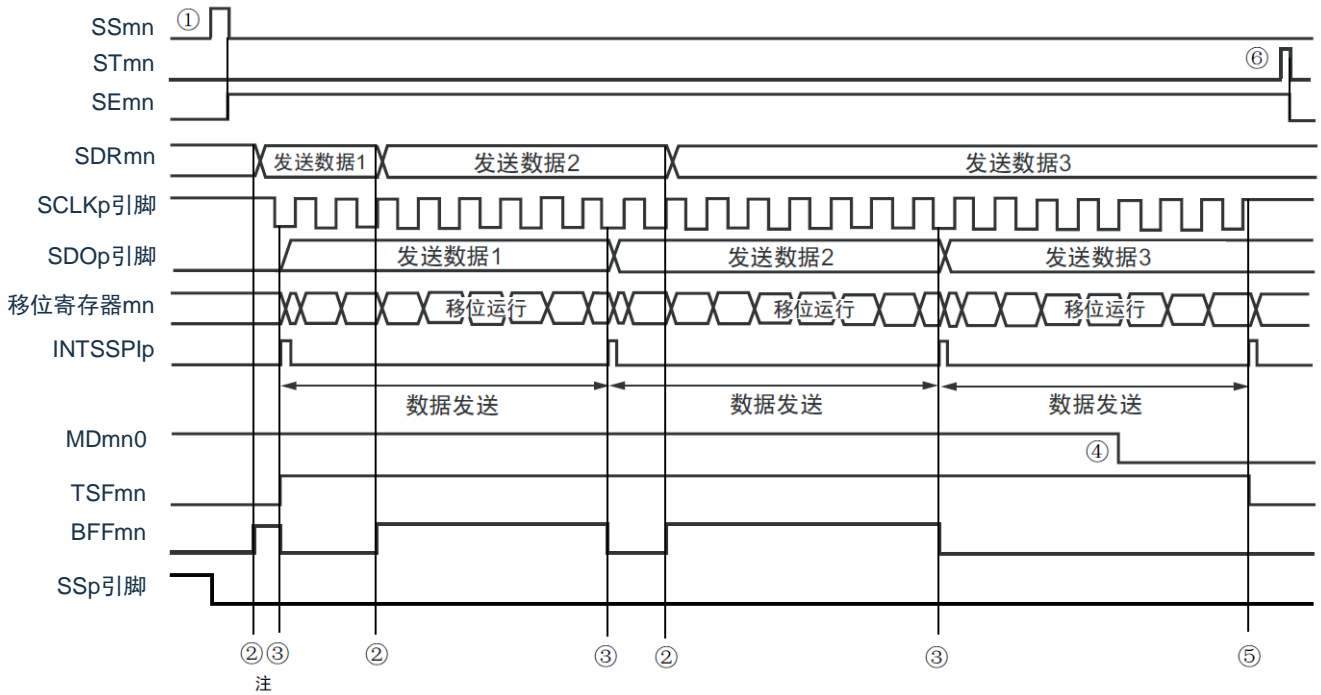 SSmn ①
STmn ⑥
SEmn
SDRmn 发送数据1 发送数据2 发送数据3
SCLKp引脚
SDOp引脚 发送数据1 发送数据2 发送数据3
移位寄存器mn 移位运行 移位运行 移位运行
INTSSPIp
数据发送 数据发送 数据发送
MDmn0 ④
TSFmn
BFFmn
SSp引脚
② ③ ② ③ ② ③ ⑤
注